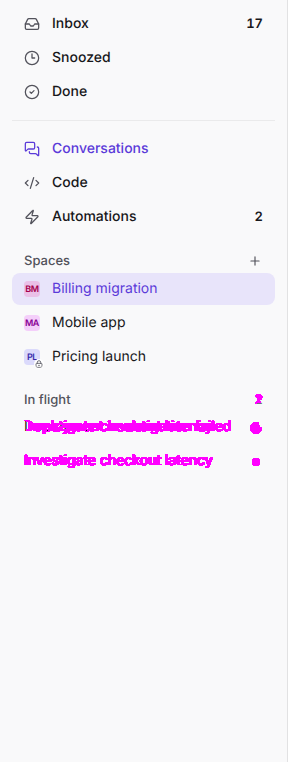 Inbox 17
Snoozed
Done
Conversations
Code
Automations 2
Spaces +
BM Billing migration
MA Mobile app
PL Pricing launch
In flight
failed
Investigate checkout latency